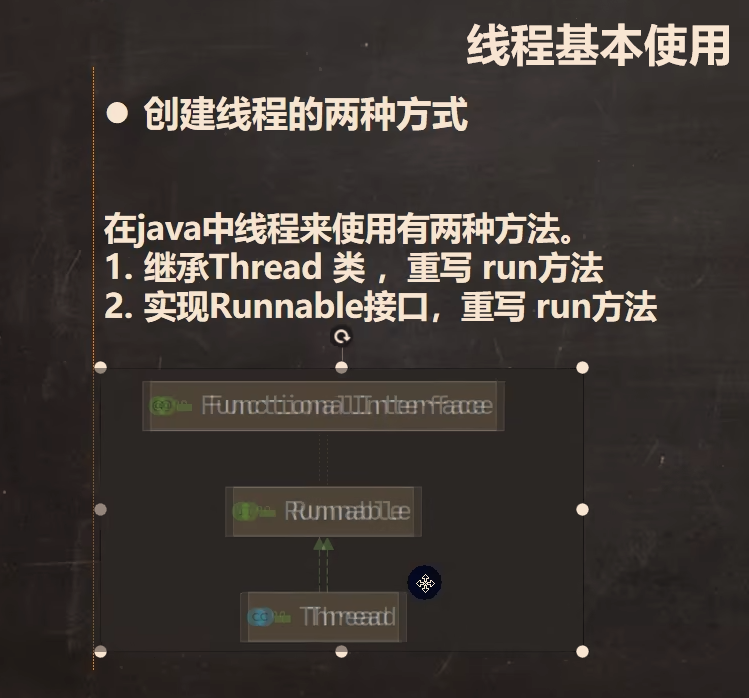 线程基本使用
● 创建线程的两种方式
在java中线程来使用有两种方法。
1. 继承Thread 类 ，重写 run方法
2. 实现Runnable接口，重写 run方法
FunctionalInterface
Runnable
Thread